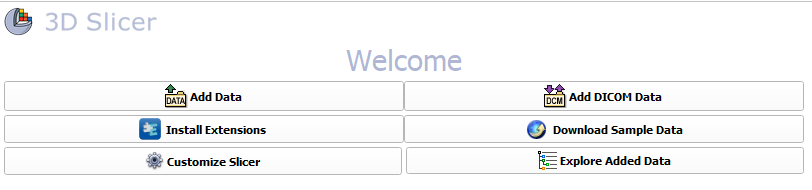 3D Slicer
Welcome
DATA Add Data
DCM Add DICOM Data
Install Extensions
Download Sample Data
Customize Slicer
Explore Added Data